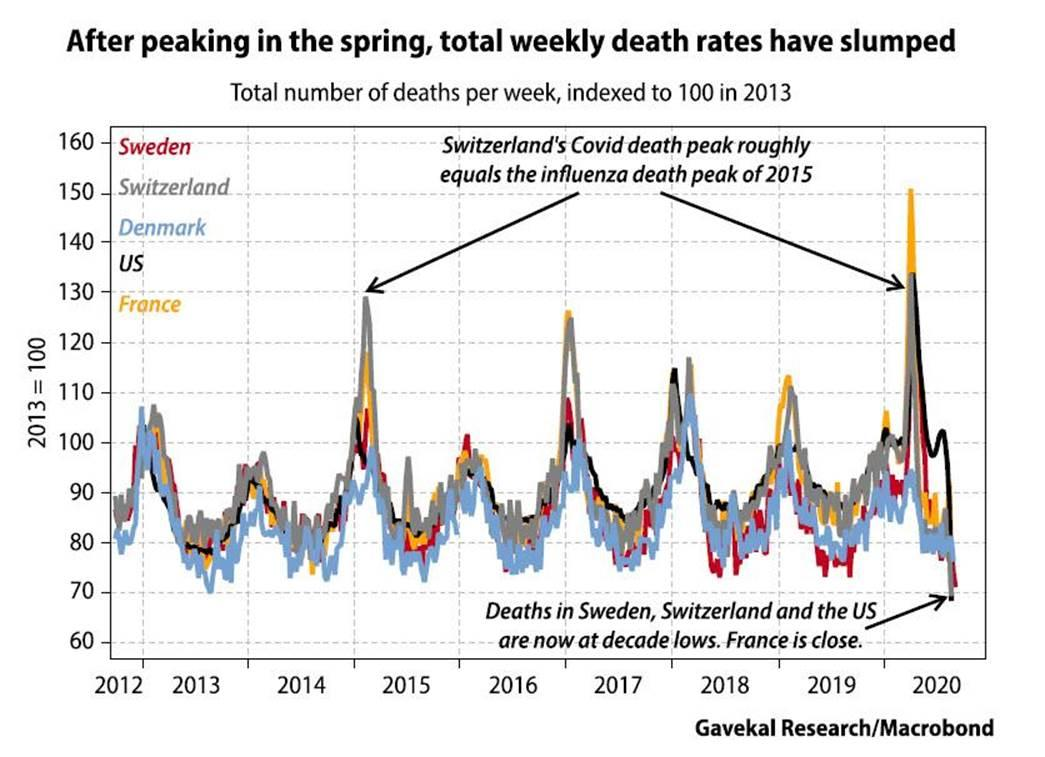 After peaking in the spring, total weekly death rates have slumped
Total number of deaths per week, indexed to 100 in 2013
160
150
140
130
120
110
100
90
80
70
60
2013 = 100
Sweden
Switzerland
Denmark
US
France
Switzerland's Covid death peak roughly
equals the influenza death peak of 2015
Deaths in Sweden, Switzerland and the US
are now at decade lows. France is close.
2012 2013 2014 2015 2016 2017 2018 2019 2020
Gavekal Research/Macrobond